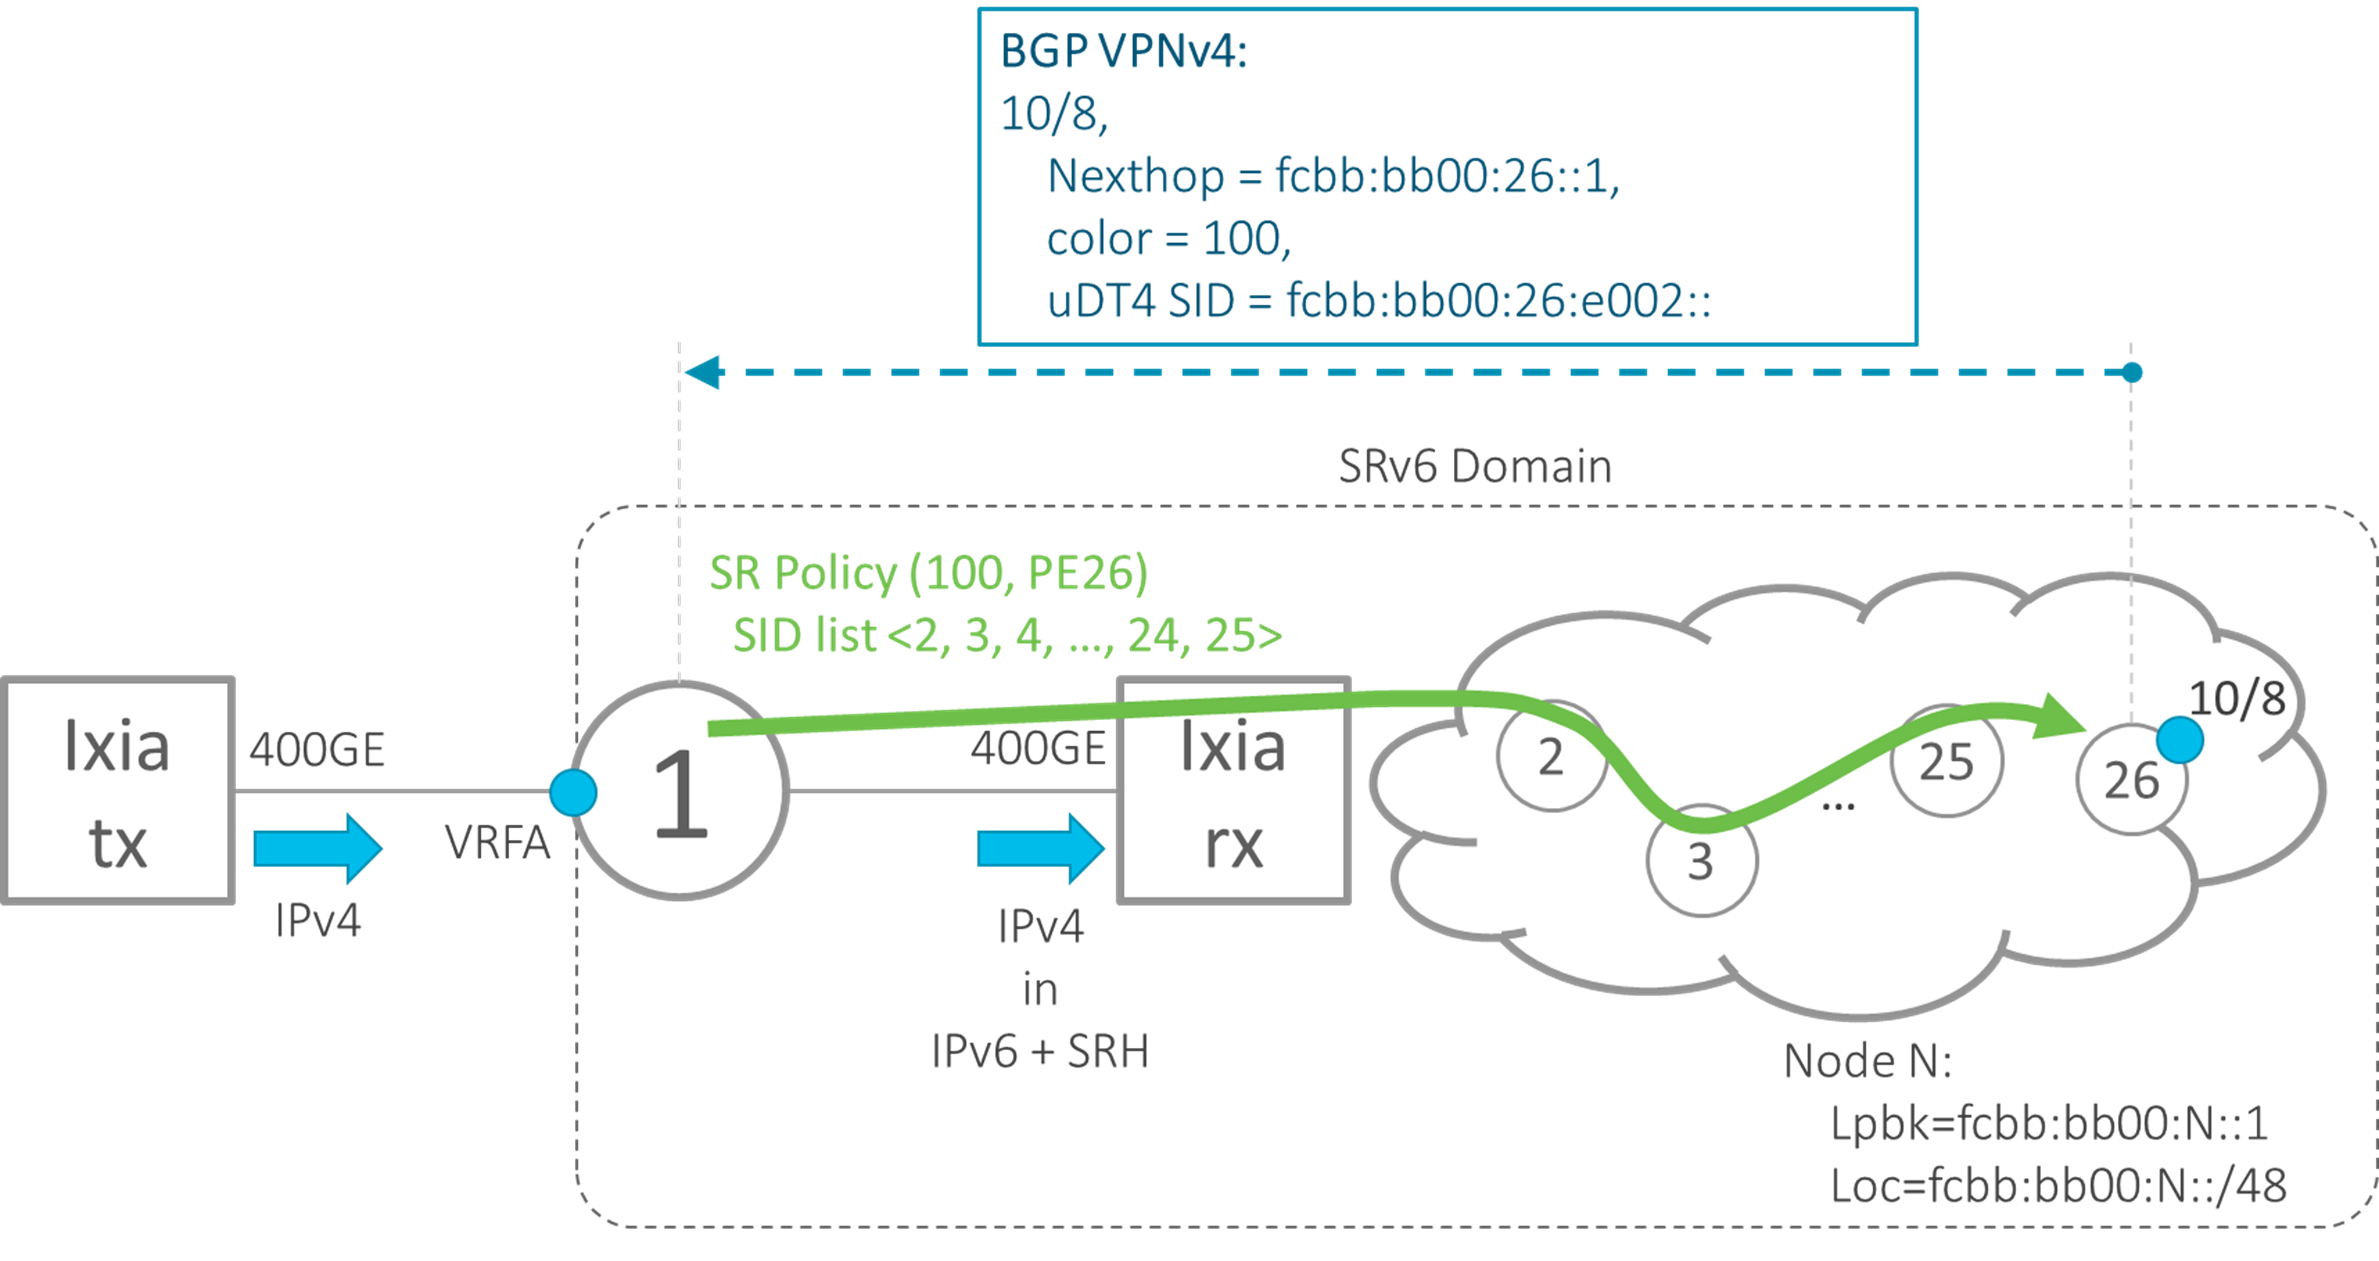 BGP VPNv4:
10/8,
Nexthop = fcbb:bb00:26::1,
color = 100,
uDT4 SID = fcbb:bb00:26:e002::
SRv6 Domain
SR Policy (100, PE26)
SID list <2, 3, 4, ..., 24, 25>
Ixia
tx
400GE
IPv4
VRFA
1
400GE
IPv4
in
IPv6 + SRH
Ixia
rx
2
3
...
25
26
10/8
Node N:
Lpbk=fcbb:bb00:N::1
Loc=fcbb:bb00:N::/48